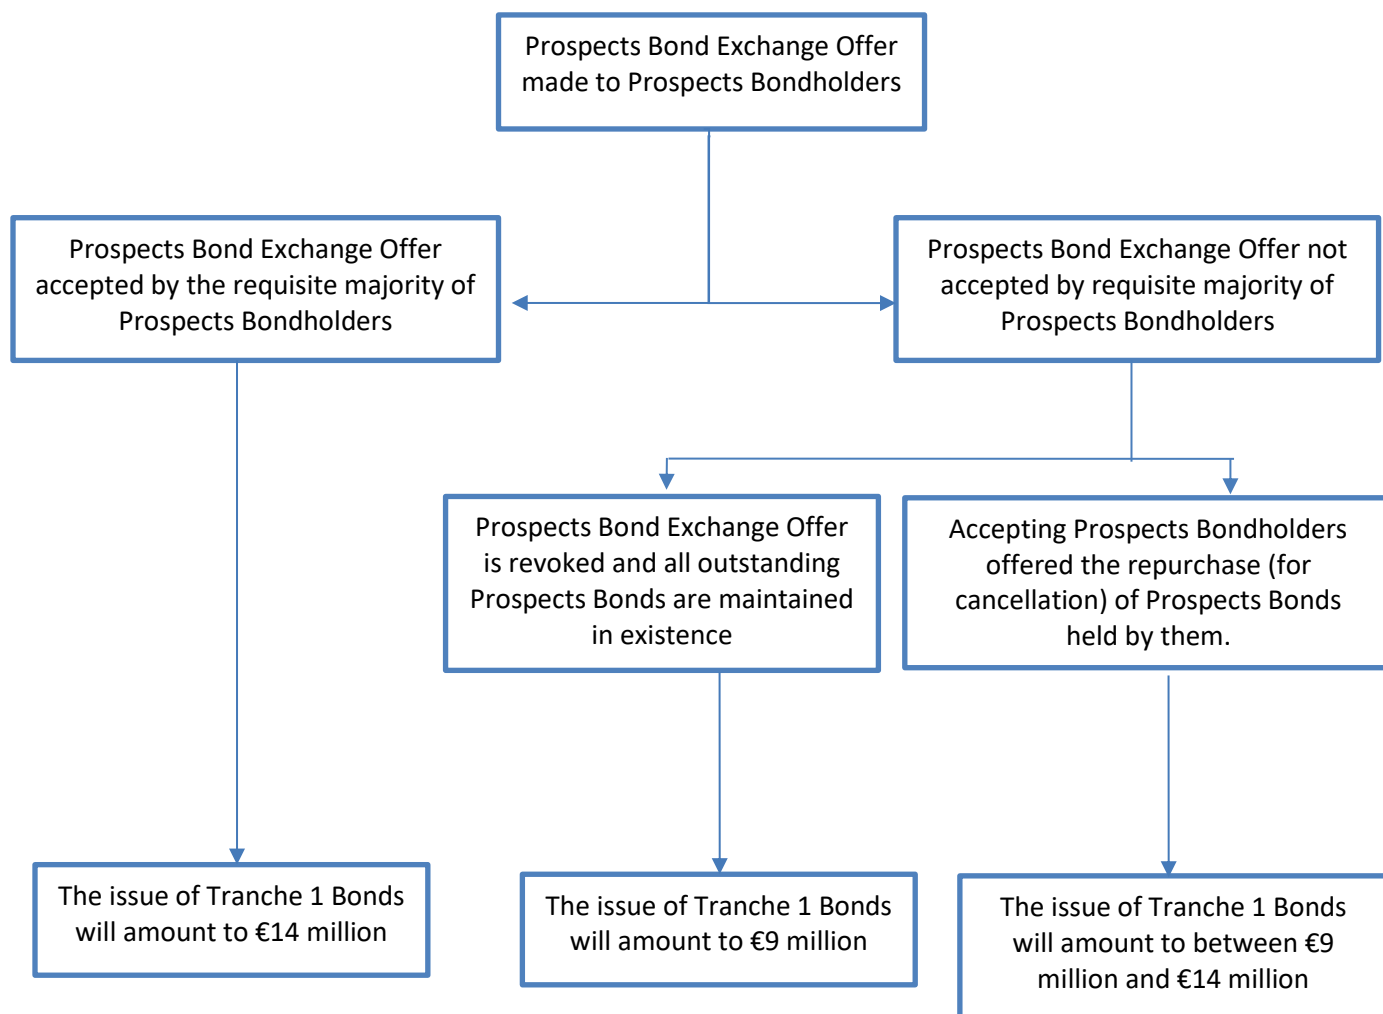 Prospects Bond Exchange Offer
made to Prospects Bondholders
Prospects Bond Exchange Offer
accepted by the requisite majority of
Prospects Bondholders
Prospects Bond Exchange Offer not
accepted by requisite majority of
Prospects Bondholders
Prospects Bond Exchange Offer
is revoked and all outstanding
Prospects Bonds are maintained
in existence
Accepting Prospects Bondholders
offered the repurchase (for
cancellation) of Prospects Bonds
held by them.
The issue of Tranche 1 Bonds
will amount to €14 million
The issue of Tranche 1 Bonds
will amount to €9 million
The issue of Tranche 1 Bonds
will amount to between €9
million and €14 million